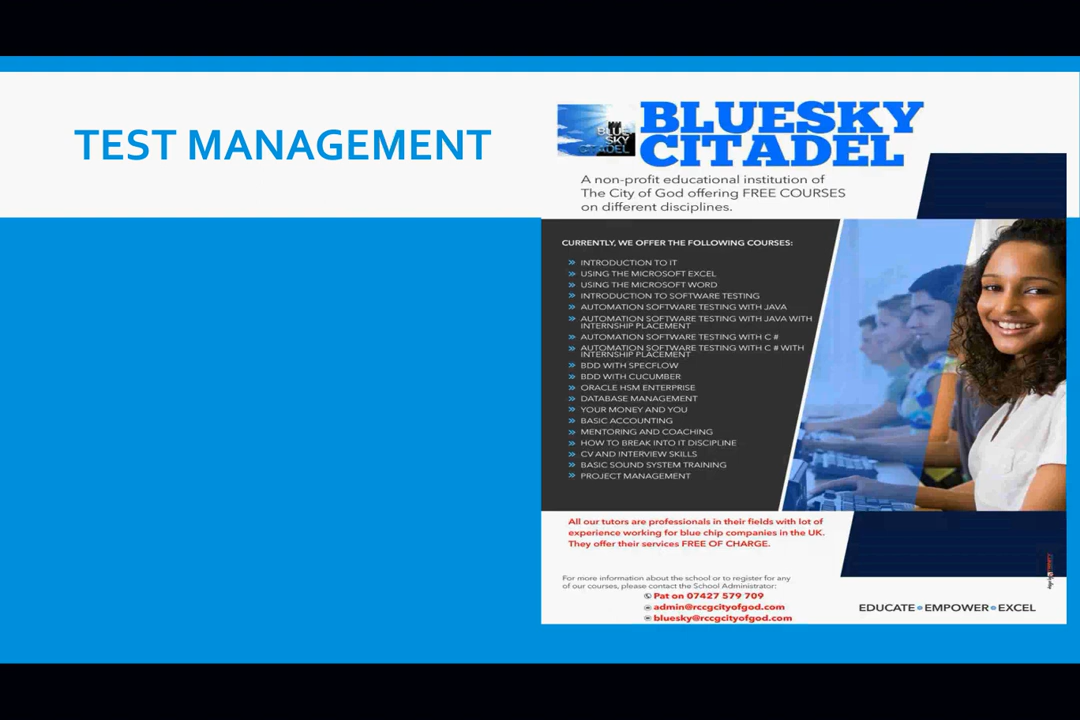 TEST MANAGEMENT
BLUE
SKY
CITADEL
BLUESKY
CITADEL
A non-profit educational institution of
The City of God offering FREE COURSES
on different disciplines.
CURRENTLY, WE OFFER THE FOLLOWING COURSES:
» INTRODUCTION TO IT
» USING THE MICROSOFT EXCEL
» USING THE MICROSOFT WORD
» INTRODUCTION TO SOFTWARE TESTING
» AUTOMATION SOFTWARE TESTING WITH JAVA
» AUTOMATION SOFTWARE TESTING WITH JAVA WITH
INTERNSHIP PLACEMENT
» AUTOMATION SOFTWARE TESTING WITH C #
» AUTOMATION SOFTWARE TESTING WITH C # WITH
INTERNSHIP PLACEMENT
» BDD WITH SPECFLOW
» BDD WITH CUCUMBER
» ORACLE HSM ENTERPRISE
» DATABASE MANAGEMENT
» YOUR MONEY AND YOU
» BASIC ACCOUNTING
» MENTORING AND COACHING
» HOW TO BREAK INTO IT DISCIPLINE
» CV AND INTERVIEW SKILLS
» BASIC SOUND SYSTEM TRAINING
» PROJECT MANAGEMENT
All our tutors are professionals in their fields with lot of
experience working for blue chip companies in the UK.
They offer their services FREE OF CHARGE.
For more information about the school or to register for any
of our courses, please contact the School Administrator:
Pat on 07427 579 709
admin@rccgcityofgod.com
bluesky@rccgcityofgod.com
EDUCATE • EMPOWER • EXCEL